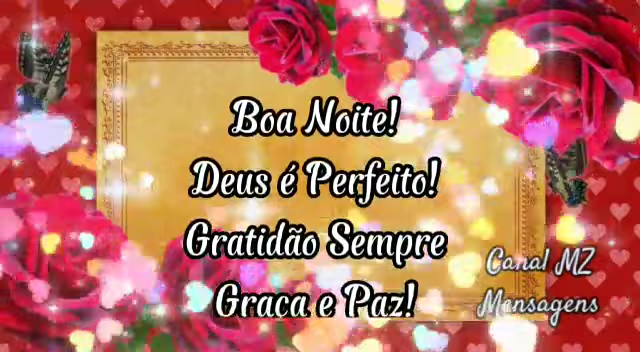 Boa Noite!
Deus é Perfeito!
Gratidão Sempre
Graca e Paz!
Canal MZ
Mensagens